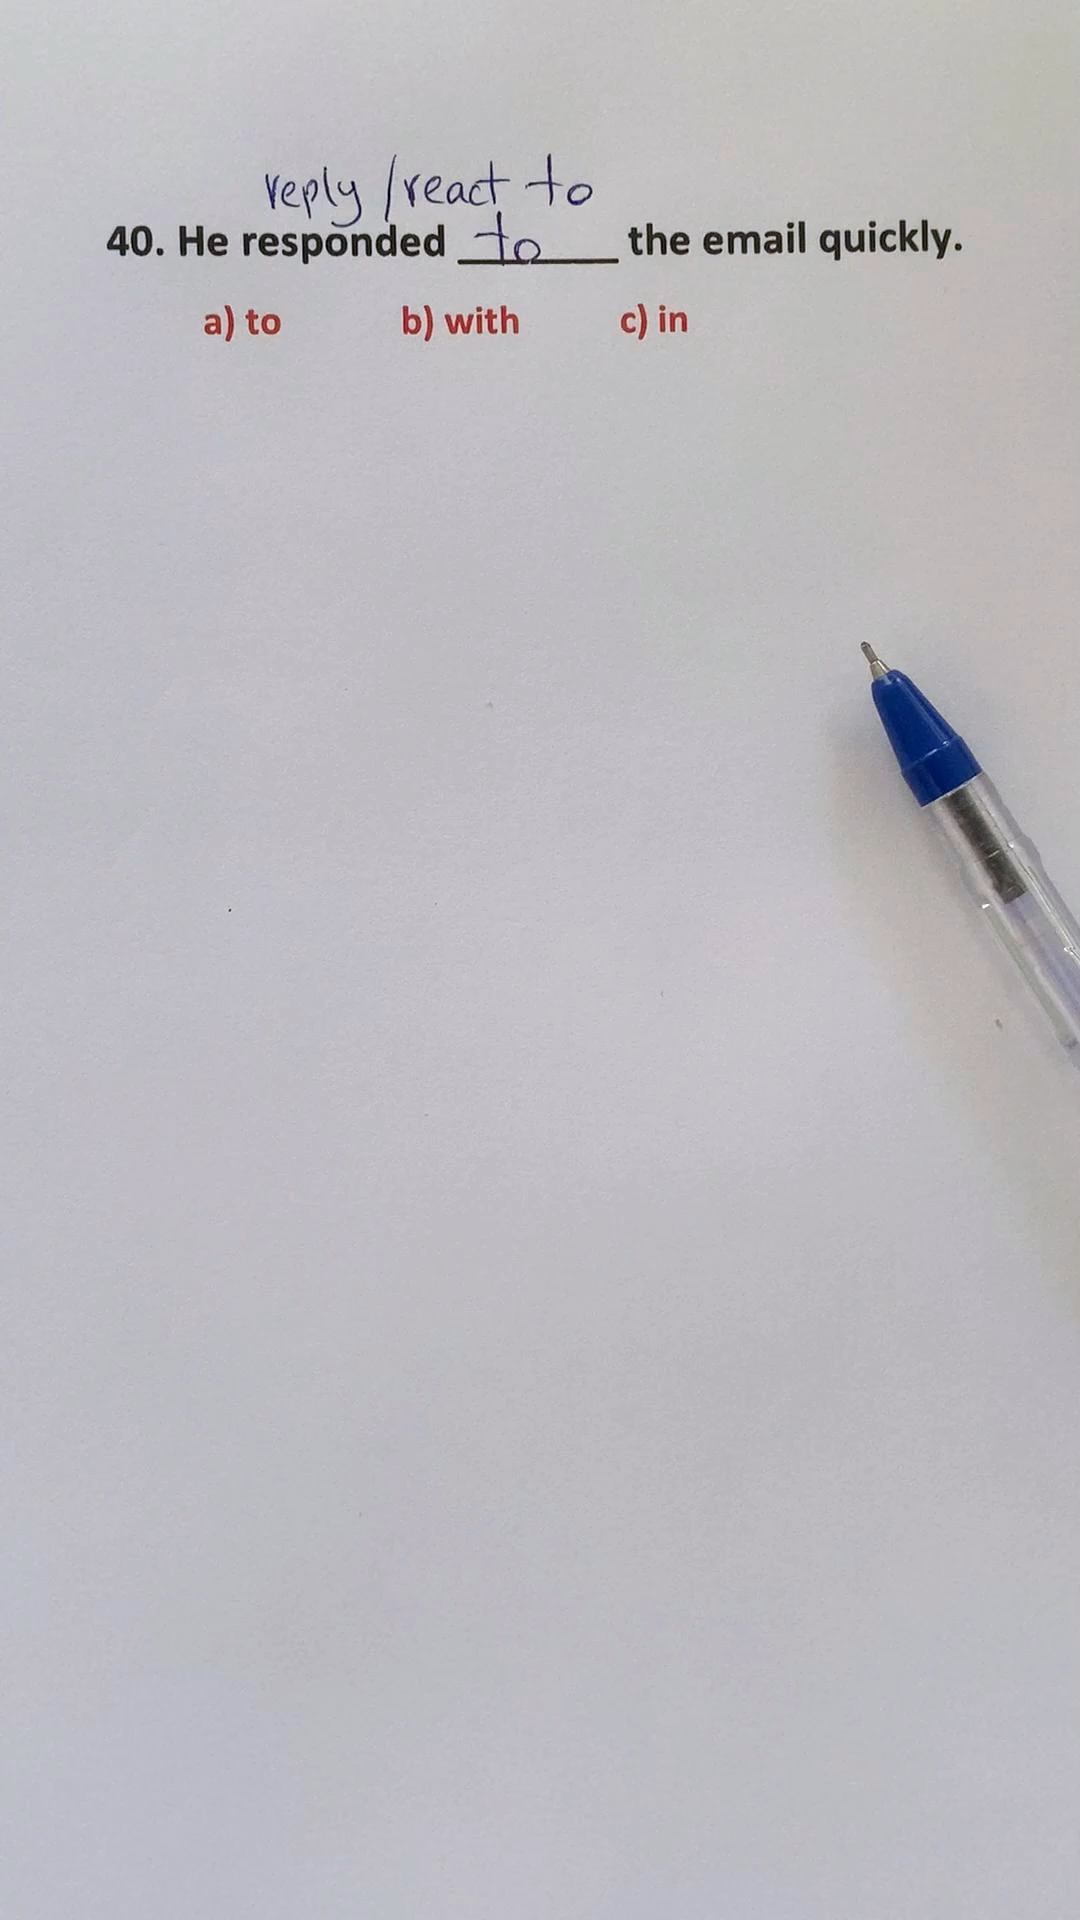 reply / react to
40. He responded to the email quickly.
a) to b) with c) in